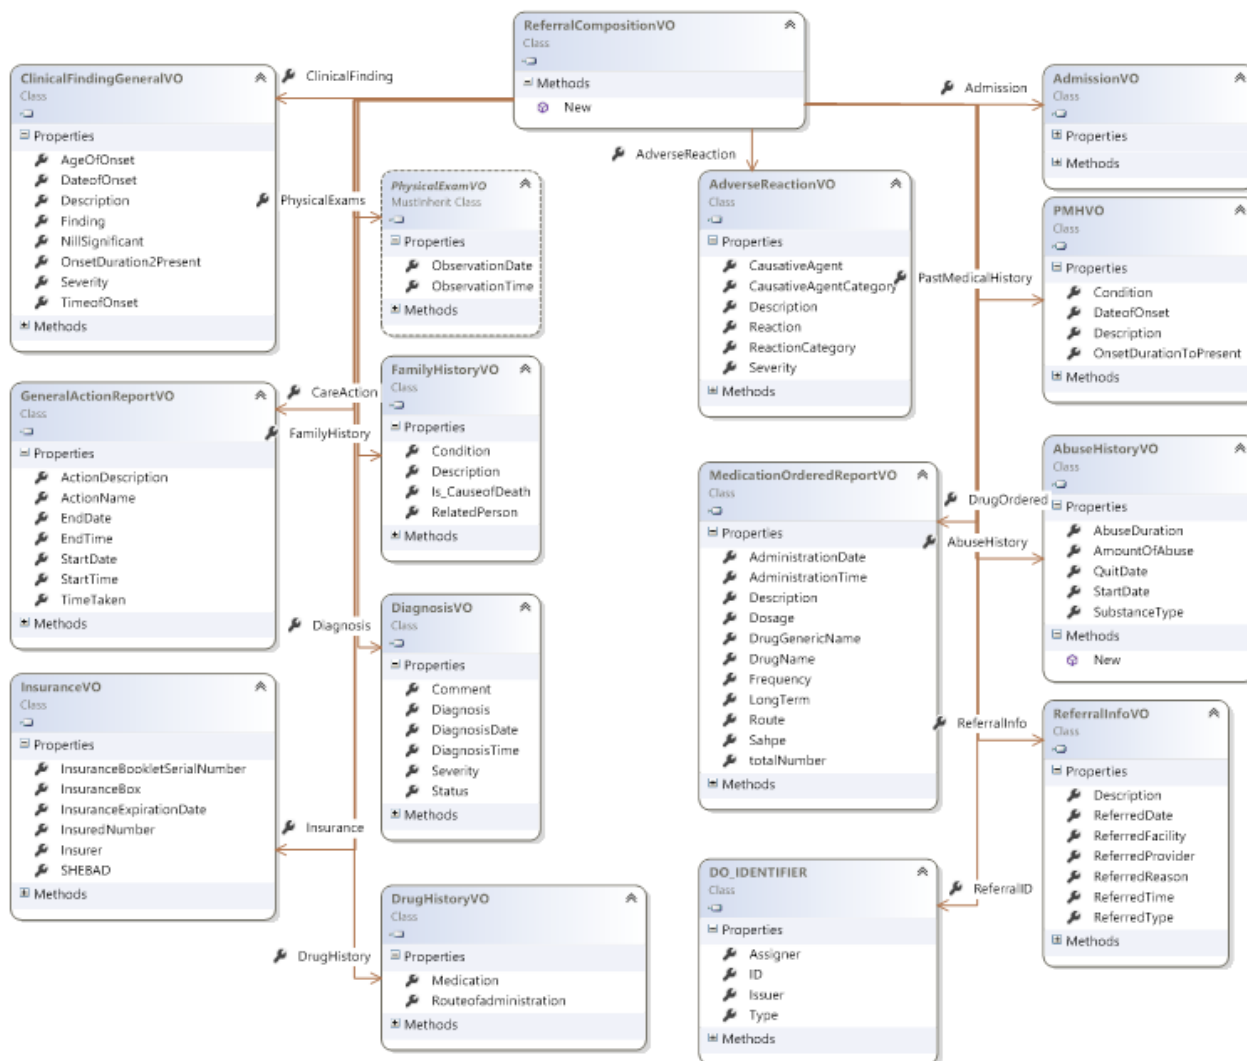 ReferralCompositionVO
Class
Methods
New
ClinicalFinding
ClinicalFindingGeneralVO
Class
Properties
AgeOfOnset
DateofOnset
Description
Finding
NillSignificant
OnsetDuration2Present
Severity
TimeofOnset
Methods
PhysicalExams
PhysicalExamVO
MustInherit Class
Properties
ObservationDate
ObservationTime
Methods
AdverseReaction
AdverseReactionVO
Class
Properties
CausativeAgent
CausativeAgentCategory
Description
Reaction
ReactionCategory
Severity
Methods
Admission
AdmissionVO
Class
Properties
Methods
PastMedicalHistory
PMHVO
Class
Properties
Condition
DateofOnset
Description
OnsetDurationToPresent
Methods
CareAction
GeneralActionReportVO
Class
Properties
ActionDescription
ActionName
EndDate
EndTime
StartDate
StartTime
TimeTaken
Methods
FamilyHistory
FamilyHistoryVO
Class
Properties
Condition
Description
Is_CauseofDeath
RelatedPerson
Methods
DrugOrdered
MedicationOrderedReportVO
Class
Properties
AdministrationDate
AdministrationTime
Description
Dosage
DrugGenericName
DrugName
Frequency
LongTerm
Route
Sahpe
totalNumber
Methods
AbuseHistory
AbuseHistoryVO
Class
Properties
AbuseDuration
AmountOfAbuse
QuitDate
StartDate
SubstanceType
Methods
New
Diagnosis
DiagnosisVO
Class
Properties
Comment
Diagnosis
DiagnosisDate
DiagnosisTime
Severity
Status
Methods
Insurance
InsuranceVO
Class
Properties
InsuranceBookletSerialNumber
InsuranceBox
InsuranceExpirationDate
InsuredNumber
Insurer
SHEBAD
Methods
ReferralInfo
ReferralInfoVO
Class
Properties
Description
ReferredDate
ReferredFacility
ReferredProvider
ReferredReason
ReferredTime
ReferredType
Methods
DrugHistory
DrugHistoryVO
Class
Properties
Medication
Routeofadministration
Methods
ReferralID
DO_IDENTIFIER
Class
Properties
Assigner
ID
Issuer
Type
Methods